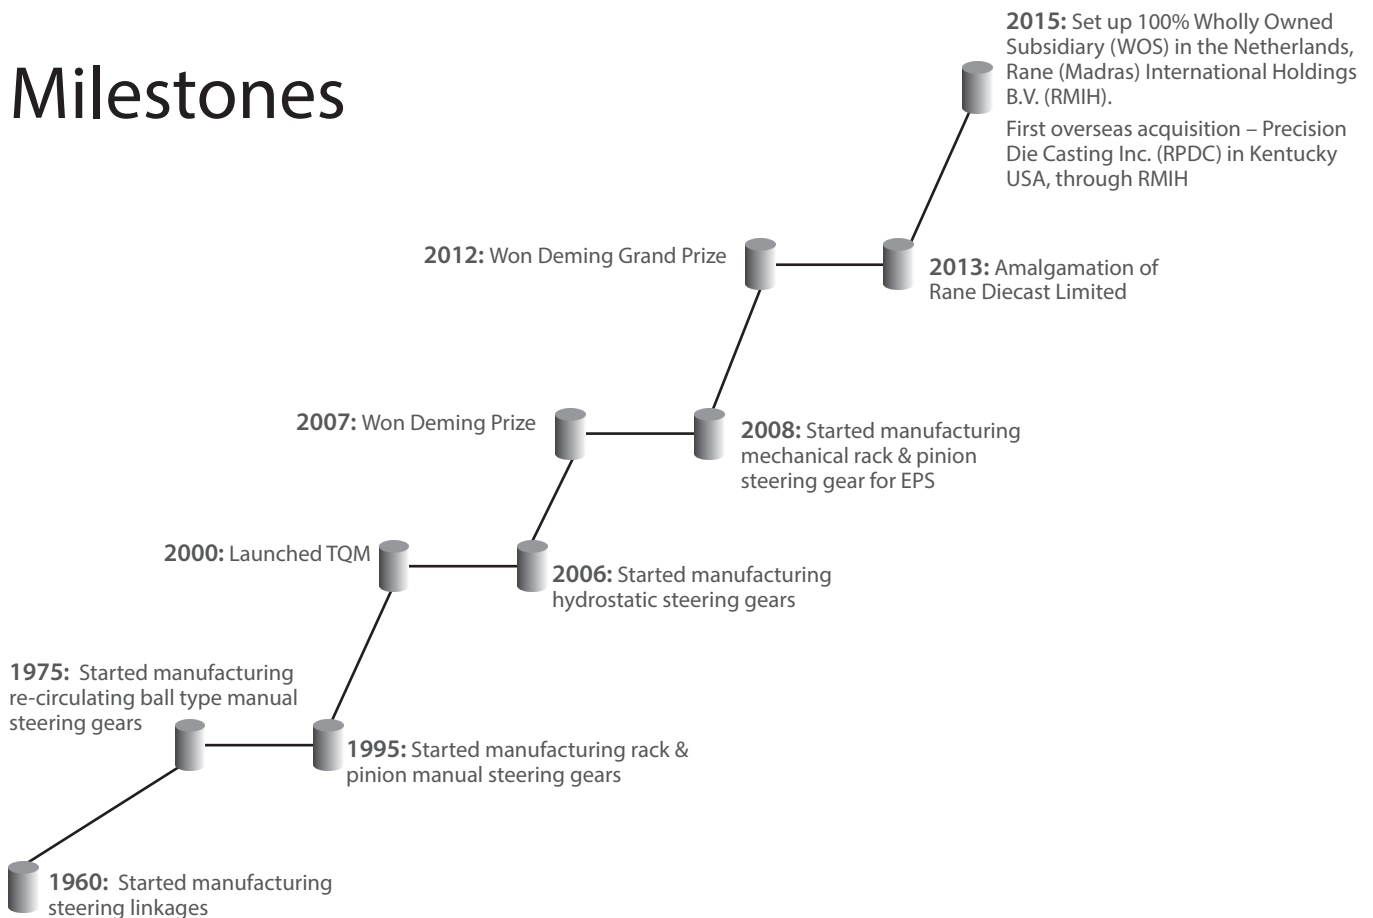 Milestones
2015: Set up 100% Wholly Owned
Subsidiary (WOS) in the Netherlands,
Rane (Madras) International Holdings
B.V. (RMIH).
First overseas acquisition – Precision
Die Casting Inc. (RPDC) in Kentucky
USA, through RMIH
2012: Won Deming Grand Prize
2013: Amalgamation of
Rane Diecast Limited
2007: Won Deming Prize
2008: Started manufacturing
mechanical rack & pinion
steering gear for EPS
2000: Launched TQM
2006: Started manufacturing
hydrostatic steering gears
1975: Started manufacturing
re-circulating ball type manual
steering gears
1995: Started manufacturing rack &
pinion manual steering gears
1960: Started manufacturing
steering linkages